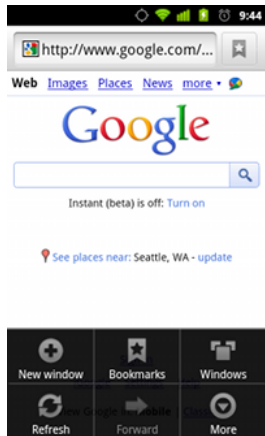 9:44
http://www.google.com/...
Web Images Places News more
Google
Instant (beta) is off: Turn on
See places near: Seattle, WA - update
New window Bookmarks Windows
Refresh Forward More